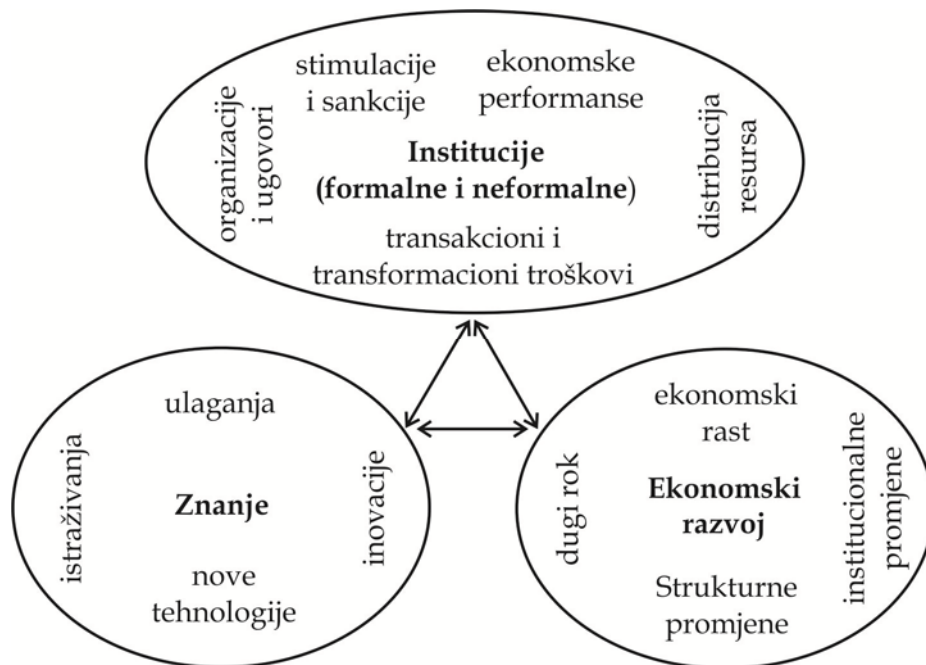 stimulacije
i sankcije
ekonomske
performanse
organizacije
i ugovori
Institucije
(formalne i neformalne)
distribucija
resursa
transakcioni i
transformacioni troškovi
ulaganja
istraživanja
Znanje
inovacije
nove
tehnologije
ekonomski
rast
dugi rok
Ekonomski
razvoj
institucionalne
promjene
Strukturne
promjene